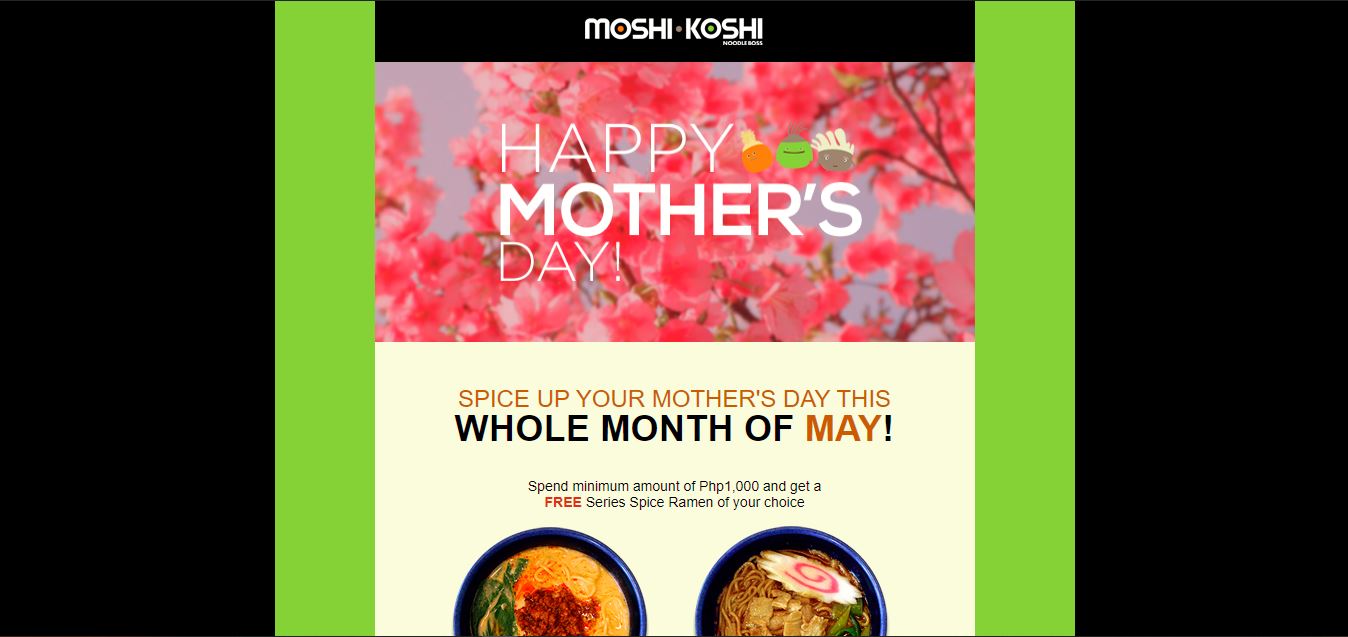 MOSHI•KOSHI
NOODLE BOSS
HAPPY
MOTHER'S
DAY!
SPICE UP YOUR MOTHER'S DAY THIS
WHOLE MONTH OF MAY!
Spend minimum amount of Php1,000 and get a
FREE Series Spice Ramen of your choice